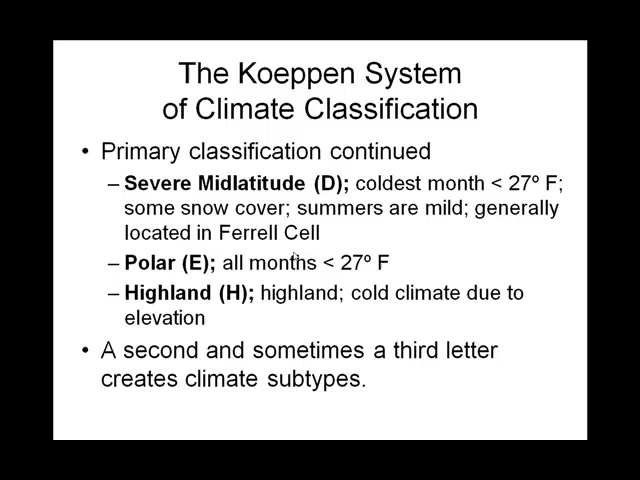 The Koeppen System
of Climate Classification
• Primary classification continued
– Severe Midlatitude (D); coldest month < 27º F;
some snow cover; summers are mild; generally
located in Ferrell Cell
– Polar (E); all months < 27º F
– Highland (H); highland; cold climate due to
elevation
• A second and sometimes a third letter
creates climate subtypes.